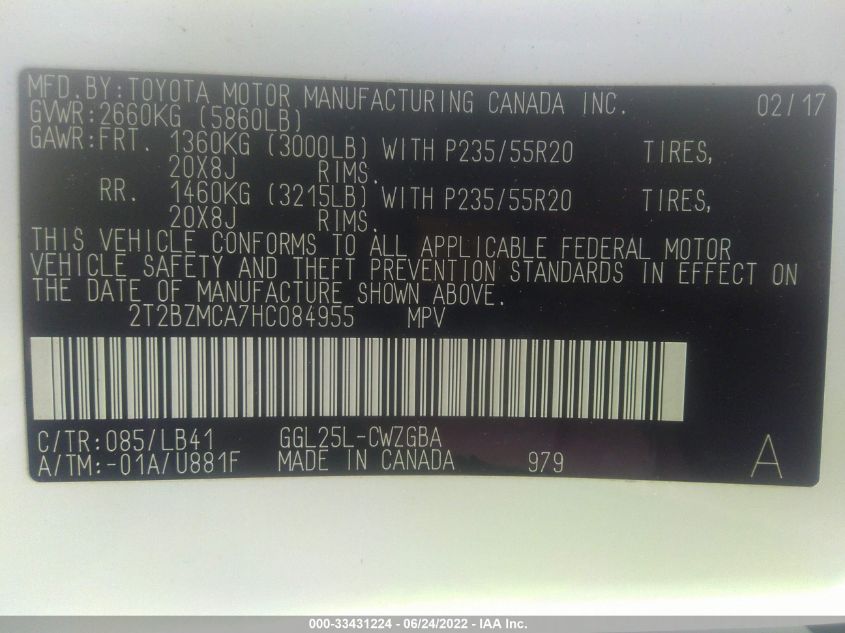 MFD.BY:TOYOTA MOTOR MANUFACTURING CANADA INC. 02/17
GVWR:2660KG (5860LB)
GAWR:FRT. 1360KG (3000LB) WITH P235/55R20 TIRES,
20X8J RIMS.
RR. 1460KG (3215LB) WITH P235/55R20 TIRES,
20X8J RIMS.
THIS VEHICLE CONFORMS TO ALL APPLICABLE FEDERAL MOTOR
VEHICLE SAFETY AND THEFT PREVENTION STANDARDS IN EFFECT ON
THE DATE OF MANUFACTURE SHOWN ABOVE.
2T2BZMCA7HC084955 MPV
C/TR:085/LB41 GGL25L-CWZGBA
A/TM:-01A/U881F MADE IN CANADA 979 A
000-33431224 - 06/24/2022 - IAA Inc.